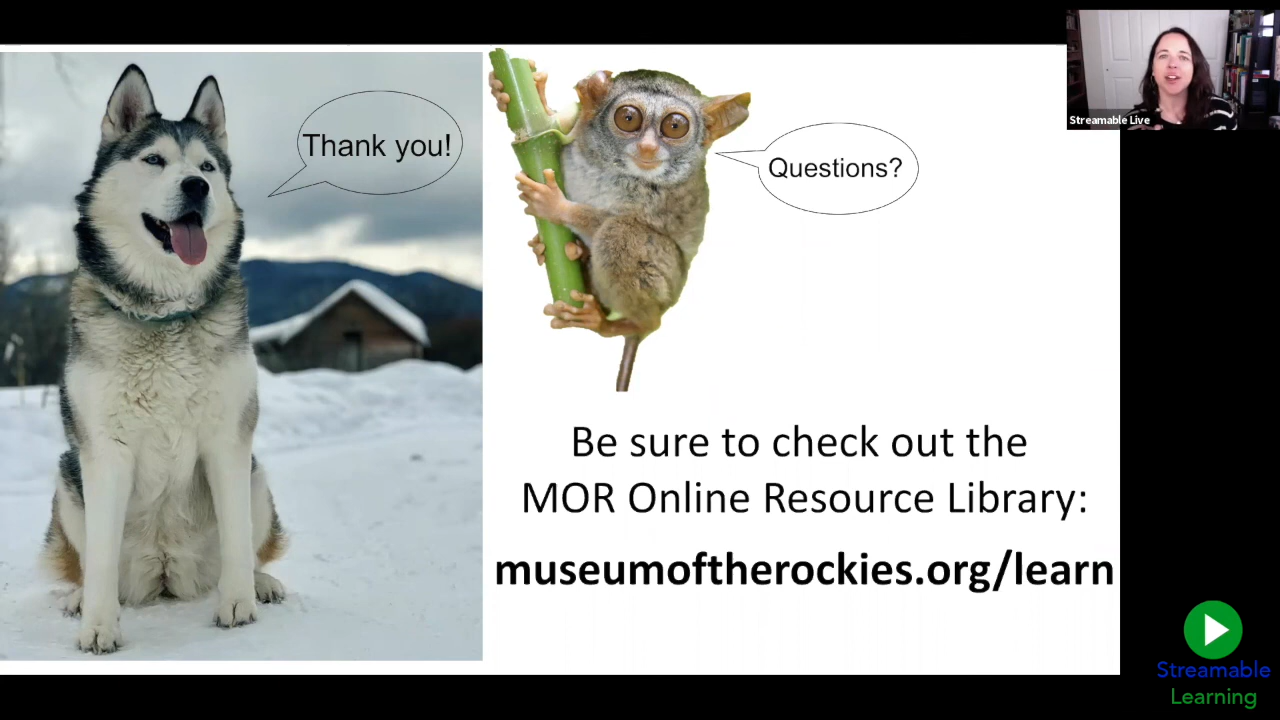 Thank you!
Questions?
Streamable Live
Be sure to check out the
MOR Online Resource Library:
museumoftherockies.org/learn
Streamable
Learning